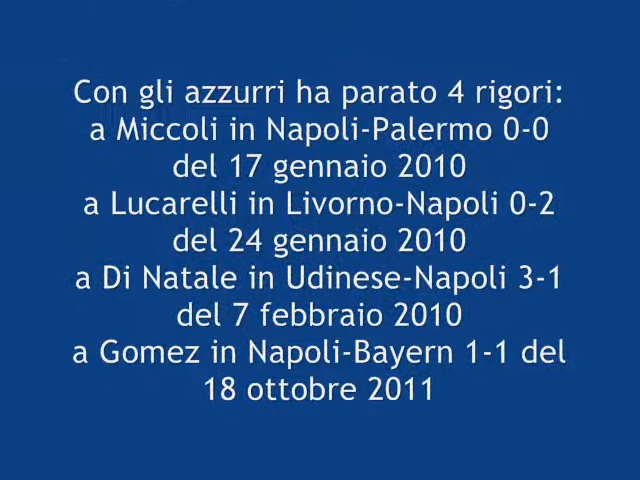 Con gli azzurri ha parato 4 rigori:
a Miccoli in Napoli-Palermo 0-0
del 17 gennaio 2010
a Lucarelli in Livorno-Napoli 0-2
del 24 gennaio 2010
a Di Natale in Udinese-Napoli 3-1
del 7 febbraio 2010
a Gomez in Napoli-Bayern 1-1 del
18 ottobre 2011